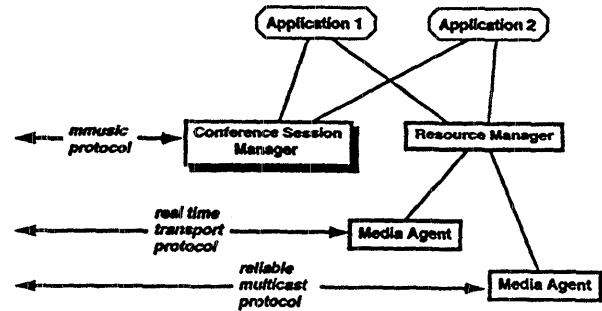 Application 1
Application 2
mmusic
protocol
Conference Session
Manager
Resource Manager
real time
transport
protocol
Media Agent
reliable
multicast
protocol
Media Agent